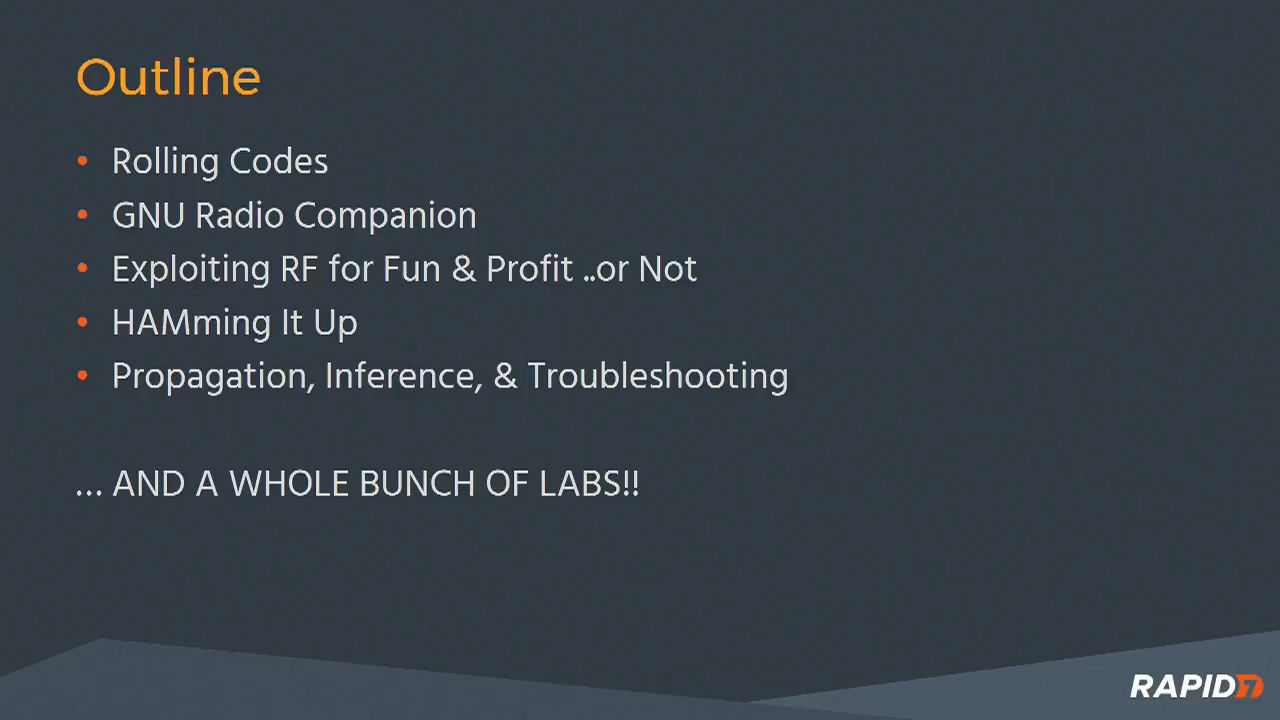 Outline
• Rolling Codes
• GNU Radio Companion
• Exploiting RF for Fun & Profit ..or Not
• HAMming It Up
• Propagation, Inference, & Troubleshooting
... AND A WHOLE BUNCH OF LABS!!
RAPID7